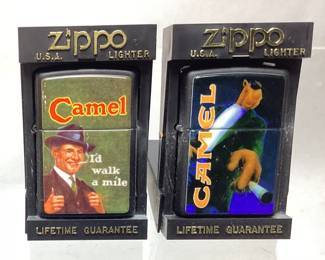 zippo
U.S.A. LIGHTER
Camel
I'd
walk
a mile
LIFETIME GUARANTEE
zippo
U.S.A. LIGHTER
CAMEL
LIFETIME GUARANTEE